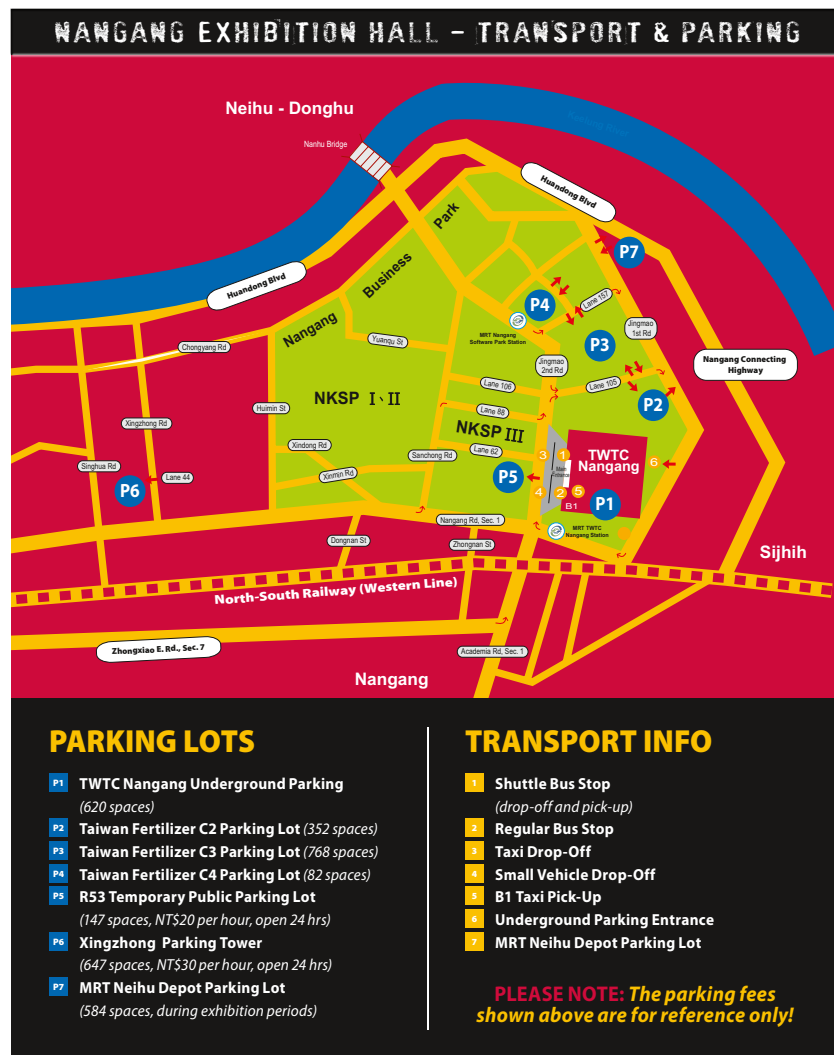 NANGANG EXHIBITION HALL – TRANSPORT & PARKING
Neihu - Donghu
Nanhu Bridge
Huandong Blvd
Park
P7
Business
Huandong Blvd
P4
Lane 157
MRT Nangang
Software Park Station
Jingmao
1st Rd
Nangang
Yuanqu St
P3
Chongyang Rd
Jingmao
2nd Rd
Nangang Connecting
Highway
Lane 106
Lane 105
NKSP I、II
Huimin St
Lane 88
P2
Xingzhong Rd
NKSP III
Xindong Rd
Lane 62
TWTC
Nangang
Sanchong Rd
3
1
Main
Entrance
6
Singhua Rd
Lane 44
Xinmin Rd
P5
P6
4
2
5
B1
P1
Nangang Rd, Sec. 1
MRT TWTC
Nangang Station
Dongnan St
Zhongnan St
Sijhih
North-South Railway (Western Line)
Zhongxiao E. Rd., Sec. 7
Academia Rd, Sec. 1
Nangang
PARKING LOTS
P1 TWTC Nangang Underground Parking
(620 spaces)
P2 Taiwan Fertilizer C2 Parking Lot (352 spaces)
P3 Taiwan Fertilizer C3 Parking Lot (768 spaces)
P4 Taiwan Fertilizer C4 Parking Lot (82 spaces)
P5 R53 Temporary Public Parking Lot
(147 spaces, NT$20 per hour, open 24 hrs)
P6 Xingzhong Parking Tower
(647 spaces, NT$30 per hour, open 24 hrs)
P7 MRT Neihu Depot Parking Lot
(584 spaces, during exhibition periods)
TRANSPORT INFO
1 Shuttle Bus Stop
(drop-off and pick-up)
2 Regular Bus Stop
3 Taxi Drop-Off
4 Small Vehicle Drop-Off
5 B1 Taxi Pick-Up
6 Underground Parking Entrance
7 MRT Neihu Depot Parking Lot
PLEASE NOTE: The parking fees
shown above are for reference only!